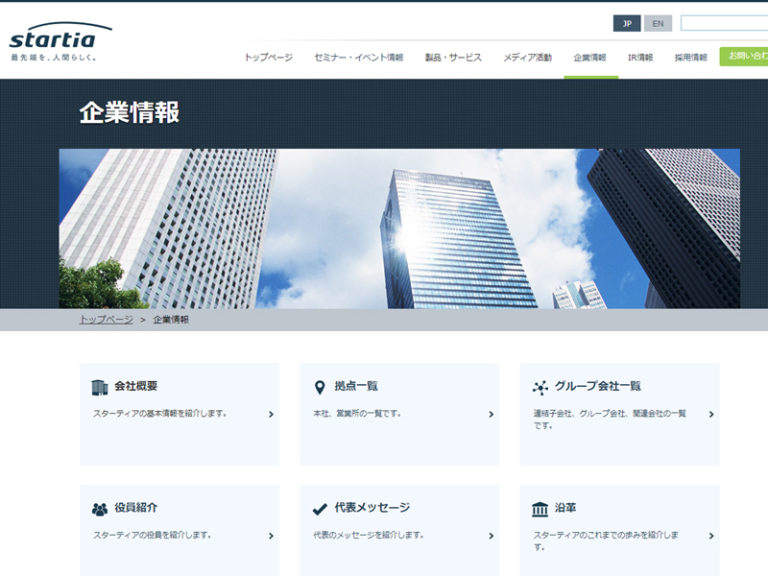 JP EN
startia
最先端を、人間らしく。
トップページ セミナー・イベント情報 製品・サービス メディア活動 企業情報 IR情報 採用情報 お問い合わ
企業情報
トップページ > 企業情報
会社概要
スターティアの基本情報を紹介します。
拠点一覧
本社、営業所の一覧です。
グループ会社一覧
連結子会社、グループ会社、関連会社の一覧
です。
役員紹介
スターティアの役員を紹介します。
代表メッセージ
代表のメッセージを紹介します。
沿革
スターティアのこれまでの歩みを紹介しま
す。